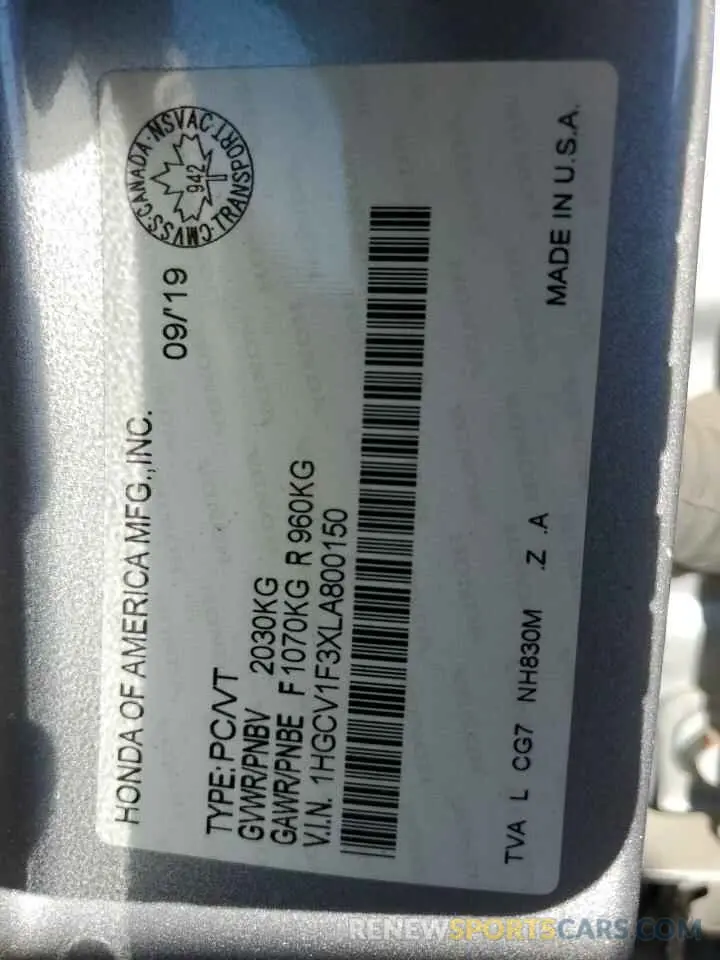 HONDA OF AMERICA MFG.,INC. 09/'19
CMVSS·CANADA·NSVAC·TRANSPORT
942
TYPE: PC/VT
GVWR/PNBV 2030KG
GAWR/PNBE F 1070KG R 960KG
V.I.N. 1HGCV1F3XLA800150
TVA L CG7 NH830M .Z .A
MADE IN U.S.A.
RENEWSPORTSCARS.COM